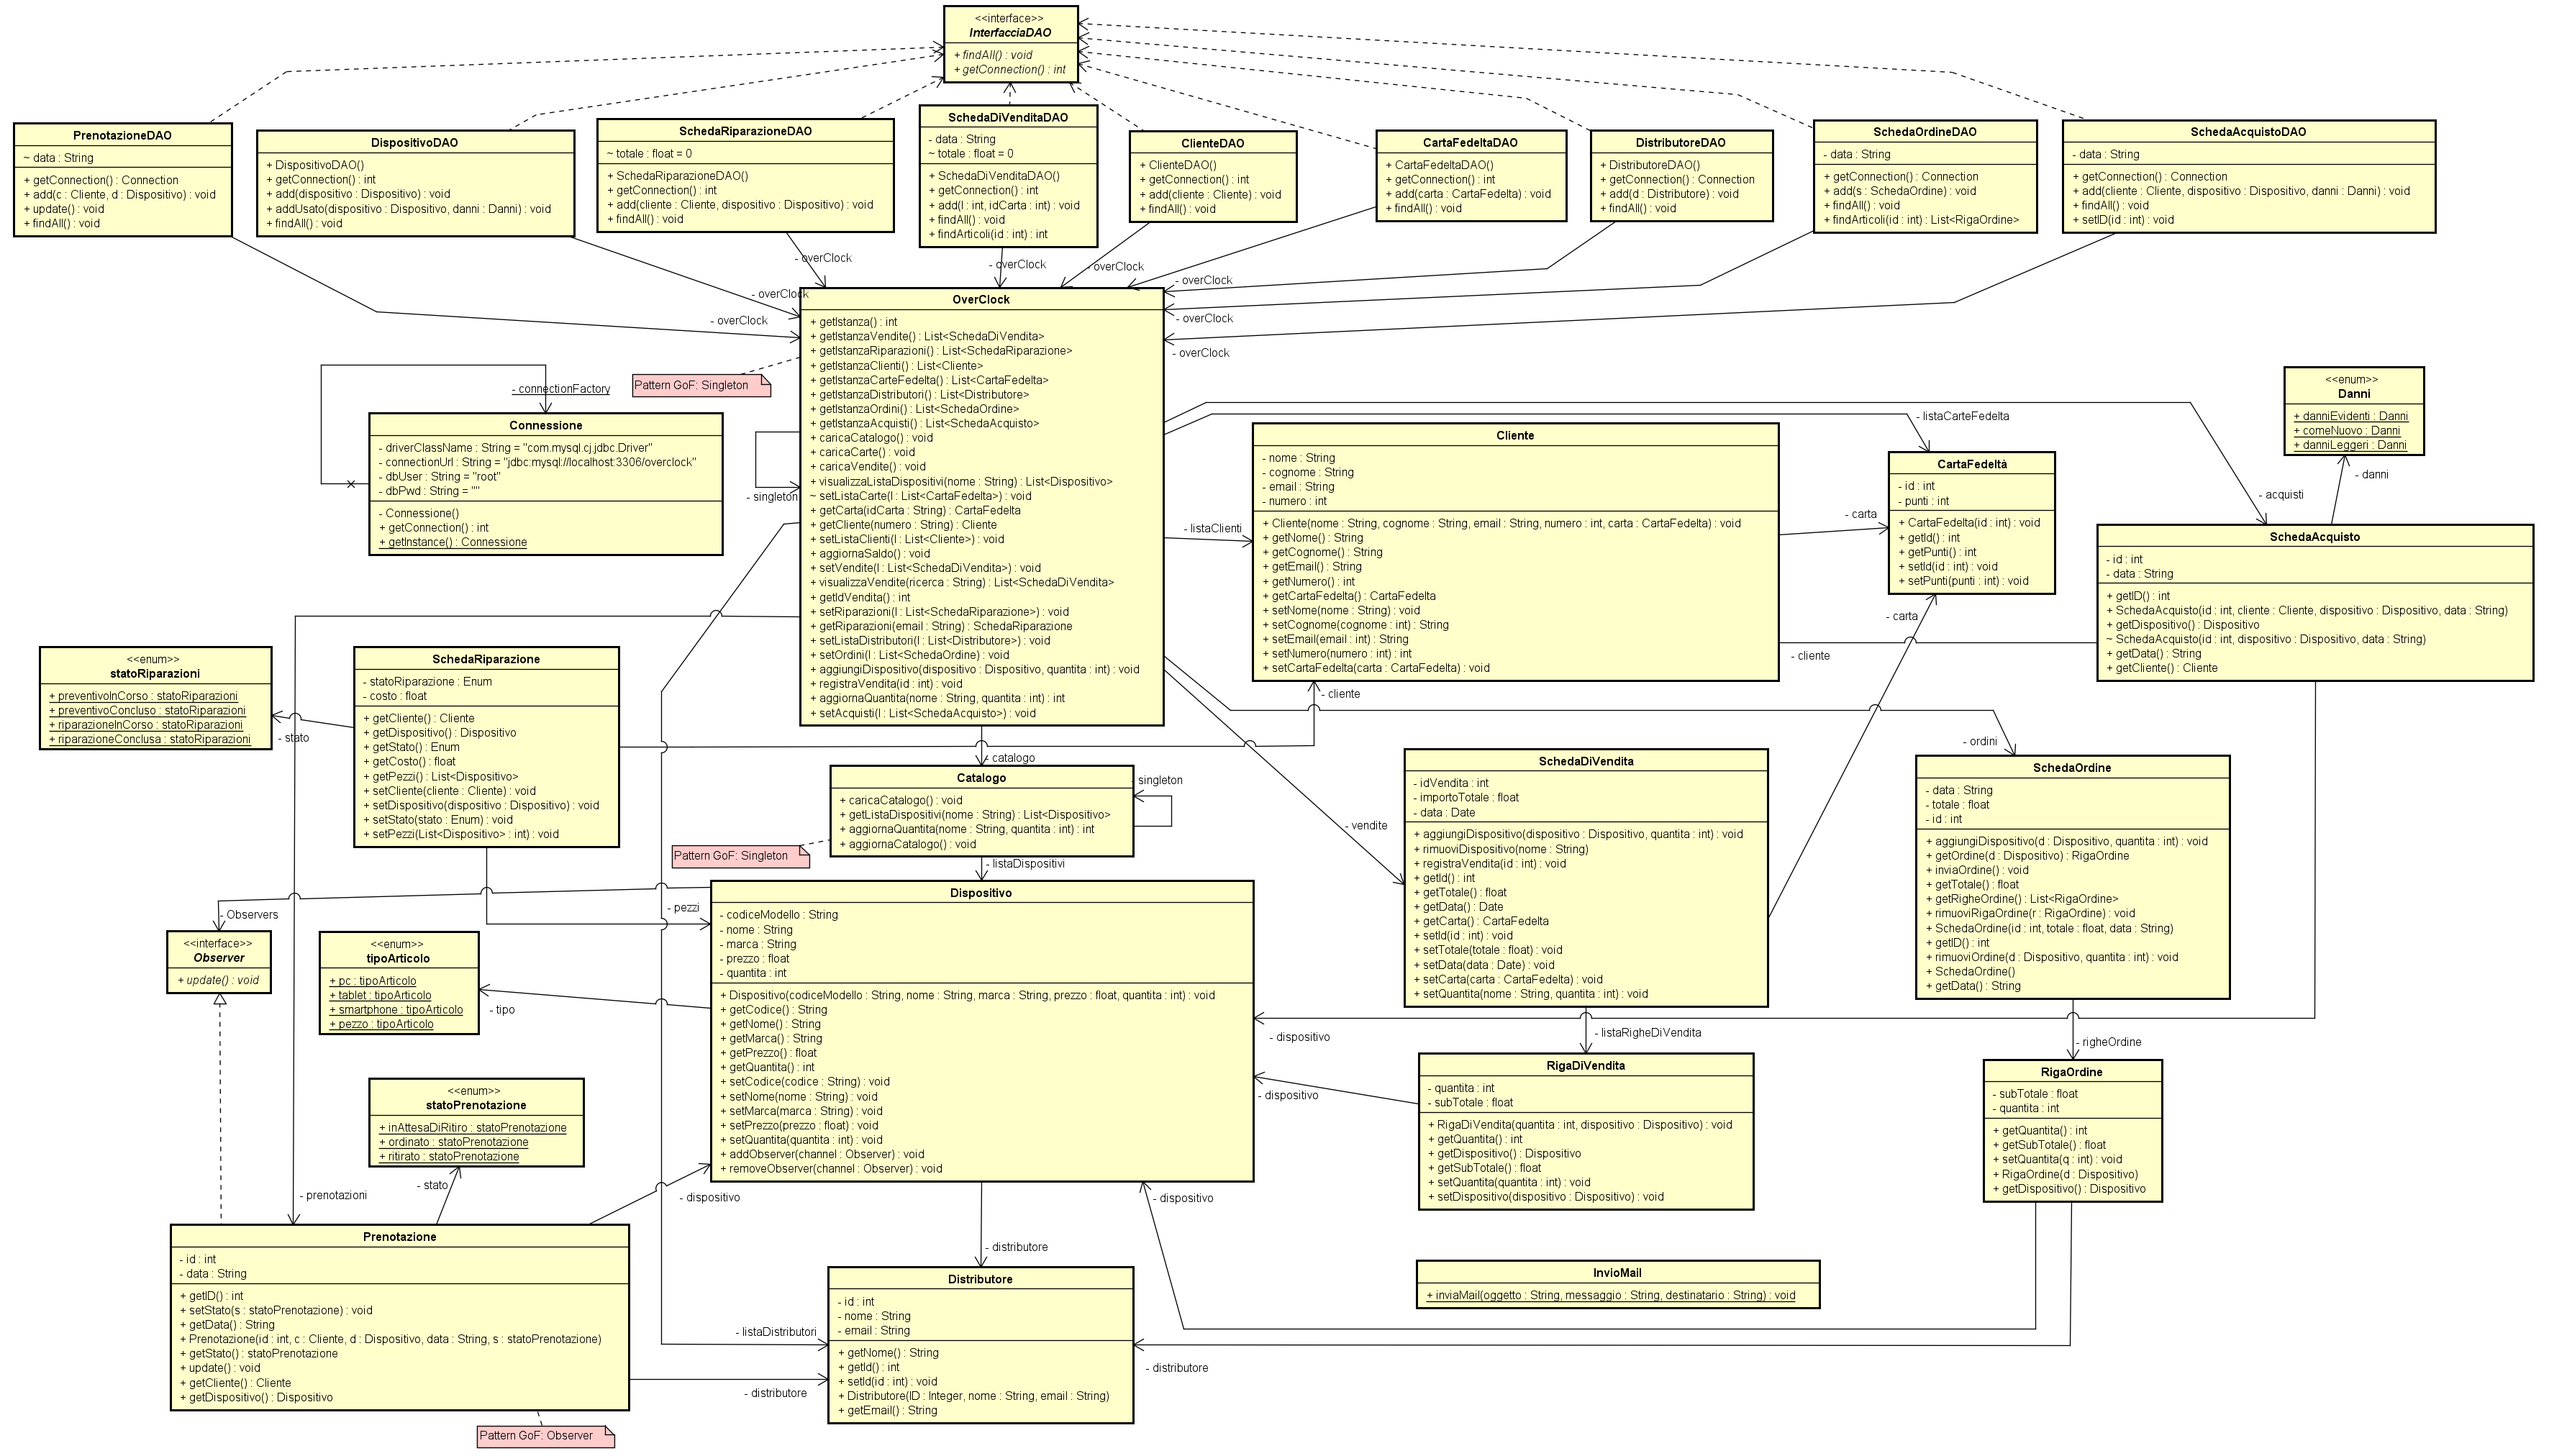 <<interface>>
InterfacciaDAO
+ findAll() : void
+ getConnection() : int
PrenotazioneDAO
~ data : String
+ getConnection() : Connection
+ add(c : Cliente, d : Dispositivo) : void
+ update() : void
+ findAll() : void
DispositivoDAO
+ DispositivoDAO()
+ getConnection() : int
+ add(dispositivo : Dispositivo) : void
+ addUsato(dispositivo : Dispositivo, danni : Danni) : void
+ findAll() : void
SchedaRiparazioneDAO
~ totale : float = 0
+ SchedaRiparazioneDAO()
+ getConnection() : int
+ add(cliente : Cliente, dispositivo : Dispositivo) : void
+ findAll() : void
SchedaDiVenditaDAO
- data : String
~ totale : float = 0
+ SchedaDiVenditaDAO()
+ getConnection() : int
+ add(l : int, idCarta : int) : void
+ findAll() : void
+ findArticoli(id : int) : int
ClienteDAO
+ ClienteDAO()
+ getConnection() : int
+ add(cliente : Cliente) : void
+ findAll() : void
CartaFedeltaDAO
+ CartaFedeltaDAO()
+ getConnection() : int
+ add(carta : CartaFedelta) : void
+ findAll() : void
DistributoreDAO
+ DistributoreDAO()
+ getConnection() : Connection
+ add(d : Distributore) : void
+ findAll() : void
SchedaOrdineDAO
- data : String
+ getConnection() : Connection
+ add(s : SchedaOrdine) : void
+ findAll() : void
+ findArticoli(id : int) : List<RigaOrdine>
SchedaAcquistoDAO
- data : String
+ getConnection() : Connection
+ add(cliente : Cliente, dispositivo : Dispositivo, danni : Danni) : void
+ findAll() : void
+ setID(id : int) : void
- overClock
- overClock
- overClock
- overClock
- overClock
- overClock
- overClock
- overClock
OverClock
+ getIstanza() : int
+ getIstanzaVendite() : List<SchedaDiVendita>
+ getIstanzaRiparazioni() : List<SchedaRiparazione>
+ getIstanzaClienti() : List<Cliente>
+ getIstanzaCarteFedelta() : List<CartaFedelta>
+ getIstanzaDistributori() : List<Distributore>
+ getIstanzaOrdini() : List<SchedaOrdine>
+ getIstanzaAcquisti() : List<SchedaAcquisto>
+ caricaCatalogo() : void
+ caricaCarte() : void
+ caricaVendite() : void
+ visualizzaListaDispositivi(nome : String) : List<Dispositivo>
~ setListaCarte(l : List<CartaFedelta>) : void
+ getCarta(idCarta : String) : CartaFedelta
+ getCliente(numero : String) : Cliente
+ setListaClienti(l : List<Cliente>) : void
+ aggiornaSaldo() : void
+ setVendite(l : List<SchedaDiVendita>) : void
+ visualizzaVendite(ricerca : String) : List<SchedaDiVendita>
+ getIdVendita() : int
+ setRiparazioni(l : List<SchedaRiparazione>) : void
+ getRiparazioni(email : String) : SchedaRiparazione
+ setListaDistributori(l : List<Distributore>) : void
+ setOrdini(l : List<SchedaOrdine) : void
+ aggiungiDispositivo(dispositivo : Dispositivo, quantita : int) : void
+ registraVendita(id : int) : void
+ aggiornaQuantita(nome : String, quantita : int) : int
+ setAcquisti(l : List<SchedaAcquisto>) : void
Pattern GoF: Singleton
- singleton
- connectionFactory
Connessione
- driverClassName : String = "com.mysql.cj.jdbc.Driver"
- connectionUrl : String = "jdbc:mysql://localhost:3306/overclock"
- dbUser : String = "root"
- dbPwd : String = ""
- Connessione()
+ getConnection() : int
+ getInstance() : Connessione
- listaCarteFedelta
- acquisti
- listaClienti
Cliente
- nome : String
- cognome : String
- email : String
- numero : int
+ Cliente(nome : String, cognome : String, email : String, numero : int, carta : CartaFedelta) : void
+ getNome() : String
+ getCognome() : String
+ getEmail() : String
+ getNumero() : int
+ getCartaFedelta() : CartaFedelta
+ setNome(nome : String) : void
+ setCognome(cognome : int) : String
+ setEmail(email : int) : String
+ setNumero(numero : int) : int
+ setCartaFedelta(carta : CartaFedelta) : void
- carta
- carta
- cliente
- cliente
CartaFedeltà
- id : int
- punti : int
+ CartaFedelta(id : int) : void
+ getId() : int
+ getPunti() : int
+ setId(id : int) : void
+ setPunti(punti : int) : void
<<enum>>
Danni
+ danniEvidenti : Danni
+ comeNuovo : Danni
+ danniLeggeri : Danni
- danni
SchedaAcquisto
- id : int
- data : String
+ getID() : int
+ SchedaAcquisto(id : int, cliente : Cliente, dispositivo : Dispositivo, data : String)
+ getDispositivo() : Dispositivo
~ SchedaAcquisto(id : int, dispositivo : Dispositivo, data : String)
+ getData() : String
+ getCliente() : Cliente
<<enum>>
statoRiparazioni
+ preventivoInCorso : statoRiparazioni
+ preventivoConcluso : statoRiparazioni
+ riparazioneInCorso : statoRiparazioni
+ riparazioneConclusa : statoRiparazioni
- stato
SchedaRiparazione
- statoRiparazione : Enum
- costo : float
+ getCliente() : Cliente
+ getDispositivo() : Dispositivo
+ getStato() : Enum
+ getCosto() : float
+ getPezzi() : List<Dispositivo>
+ setCliente(cliente : Cliente) : void
+ setDispositivo(dispositivo : Dispositivo) : void
+ setStato(stato : Enum) : void
+ setPezzi(List<Dispositivo> : int) : void
- catalogo
Catalogo
+ caricaCatalogo() : void
+ getListaDispositivi(nome : String) : List<Dispositivo>
+ aggiornaQuantita(nome : String, quantita : int) : int
+ aggiornaCatalogo() : void
- singleton
Pattern GoF: Singleton
- listaDispositivi
- vendite
- ordini
SchedaDiVendita
- idVendita : int
- importoTotale : float
- data : Date
+ aggiungiDispositivo(dispositivo : Dispositivo, quantita : int) : void
+ rimuoviDispositivo(nome : String)
+ registraVendita(id : int) : void
+ getId() : int
+ getTotale() : float
+ getData() : Date
+ getCarta() : CartaFedelta
+ setId(id : int) : void
+ setTotale(totale : float) : void
+ setData(data : Date) : void
+ setCarta(carta : CartaFedelta) : void
+ setQuantita(nome : String, quantita : int) : void
SchedaOrdine
- data : String
- totale : float
- id : int
+ aggiungiDispositivo(d : Dispositivo, quantita : int) : void
+ getOrdine(d : Dispositivo) : RigaOrdine
+ inviaOrdine() : void
+ getTotale() : float
+ getRigheOrdine() : List<RigaOrdine>
+ rimuoviRigaOrdine(r : RigaOrdine) : void
+ SchedaOrdine(id : int, totale : float, data : String)
+ getID() : int
+ rimuoviOrdine(d : Dispositivo, quantita : int) : void
+ SchedaOrdine()
+ getData() : String
- Observers
- pezzi
<<interface>>
Observer
+ update() : void
<<enum>>
tipoArticolo
+ pc : tipoArticolo
+ tablet : tipoArticolo
+ smartphone : tipoArticolo
+ pezzo : tipoArticolo
- tipo
Dispositivo
- codiceModello : String
- nome : String
- marca : String
- prezzo : float
- quantita : int
+ Dispositivo(codiceModello : String, nome : String, marca : String, prezzo : float, quantita : int) : void
+ getCodice() : String
+ getNome() : String
+ getMarca() : String
+ getPrezzo() : float
+ getQuantita() : int
+ setCodice(codice : String) : void
+ setNome(nome : String) : void
+ setMarca(marca : String) : void
+ setPrezzo(prezzo : float) : void
+ setQuantita(quantita : int) : void
+ addObserver(channel : Observer) : void
+ removeObserver(channel : Observer) : void
- dispositivo
- dispositivo
- dispositivo
- dispositivo
- listaRigheDiVendita
- righeOrdine
RigaDiVendita
- quantita : int
- subTotale : float
+ RigaDiVendita(quantita : int, dispositivo : Dispositivo) : void
+ getQuantita() : int
+ getDispositivo() : Dispositivo
+ getSubTotale() : float
+ setQuantita(quantita : int) : void
+ setDispositivo(dispositivo : Dispositivo) : void
RigaOrdine
- subTotale : float
- quantita : int
+ getQuantita() : int
+ getSubTotale() : float
+ setQuantita(q : int) : void
+ RigaOrdine(d : Dispositivo)
+ getDispositivo() : Dispositivo
<<enum>>
statoPrenotazione
+ inAttesaDiRitiro : statoPrenotazione
+ ordinato : statoPrenotazione
+ ritirato : statoPrenotazione
- stato
- prenotazioni
Prenotazione
- id : int
- data : String
+ getID() : int
+ setStato(s : statoPrenotazione) : void
+ getData() : String
+ Prenotazione(id : int, c : Cliente, d : Dispositivo, data : String, s : statoPrenotazione)
+ getStato() : statoPrenotazione
+ update() : void
+ getCliente() : Cliente
+ getDispositivo() : Dispositivo
Pattern GoF: Observer
- distributore
- listaDistributori
- distributore
- distributore
Distributore
- id : int
- nome : String
- email : String
+ getNome() : String
+ getId() : int
+ setId(id : int) : void
+ Distributore(ID : Integer, nome : String, email : String)
+ getEmail() : String
InvioMail
+ inviaMail(oggetto : String, messaggio : String, destinatario : String) : void